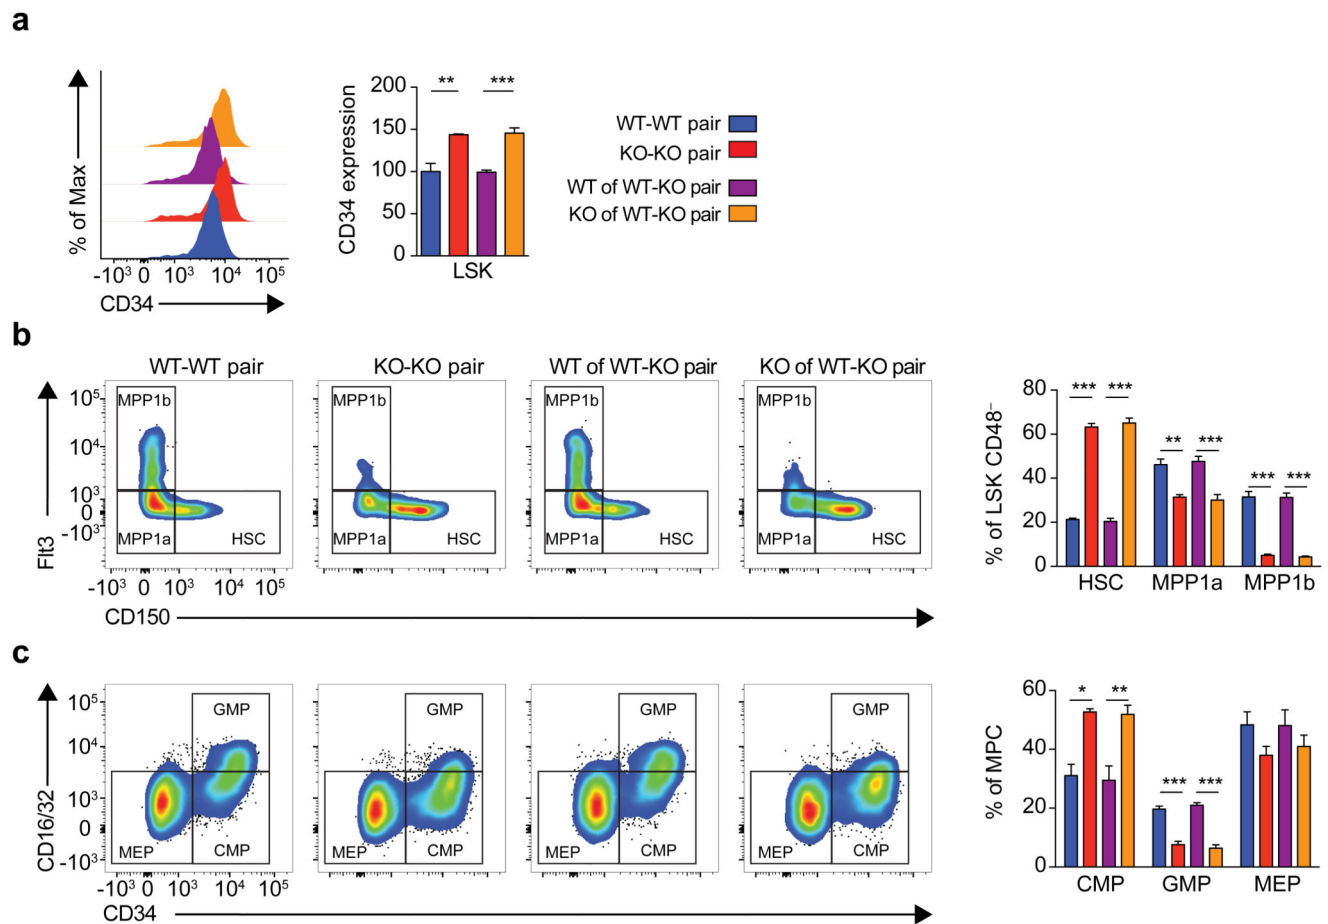 a
% of Max
-10³ 0 10³ 10⁴ 10⁵
CD34
CD34 expression
200
150
100
50
0
** ***
LSK
WT-WT pair
KO-KO pair
WT of WT-KO pair
KO of WT-KO pair
b
WT-WT pair KO-KO pair WT of WT-KO pair KO of WT-KO pair
Flt3
10⁵
10⁴
10³
0
-10³
MPP1b MPP1b MPP1b MPP1b
MPP1a HSC MPP1a HSC MPP1a HSC MPP1a HSC
-10³ 0 10³ 10⁴ 10⁵
CD150
% of LSK CD48⁻
80
60
40
20
0
*** *** ** *** *** ***
HSC MPP1a MPP1b
c
CD16/32
10⁵
10⁴
10³
0
-10³
GMP GMP GMP GMP
MEP CMP MEP CMP MEP CMP MEP CMP
-10³ 0 10³ 10⁴ 10⁵
CD34
% of MPC
60
40
20
0
* ** *** ***
CMP GMP MEP